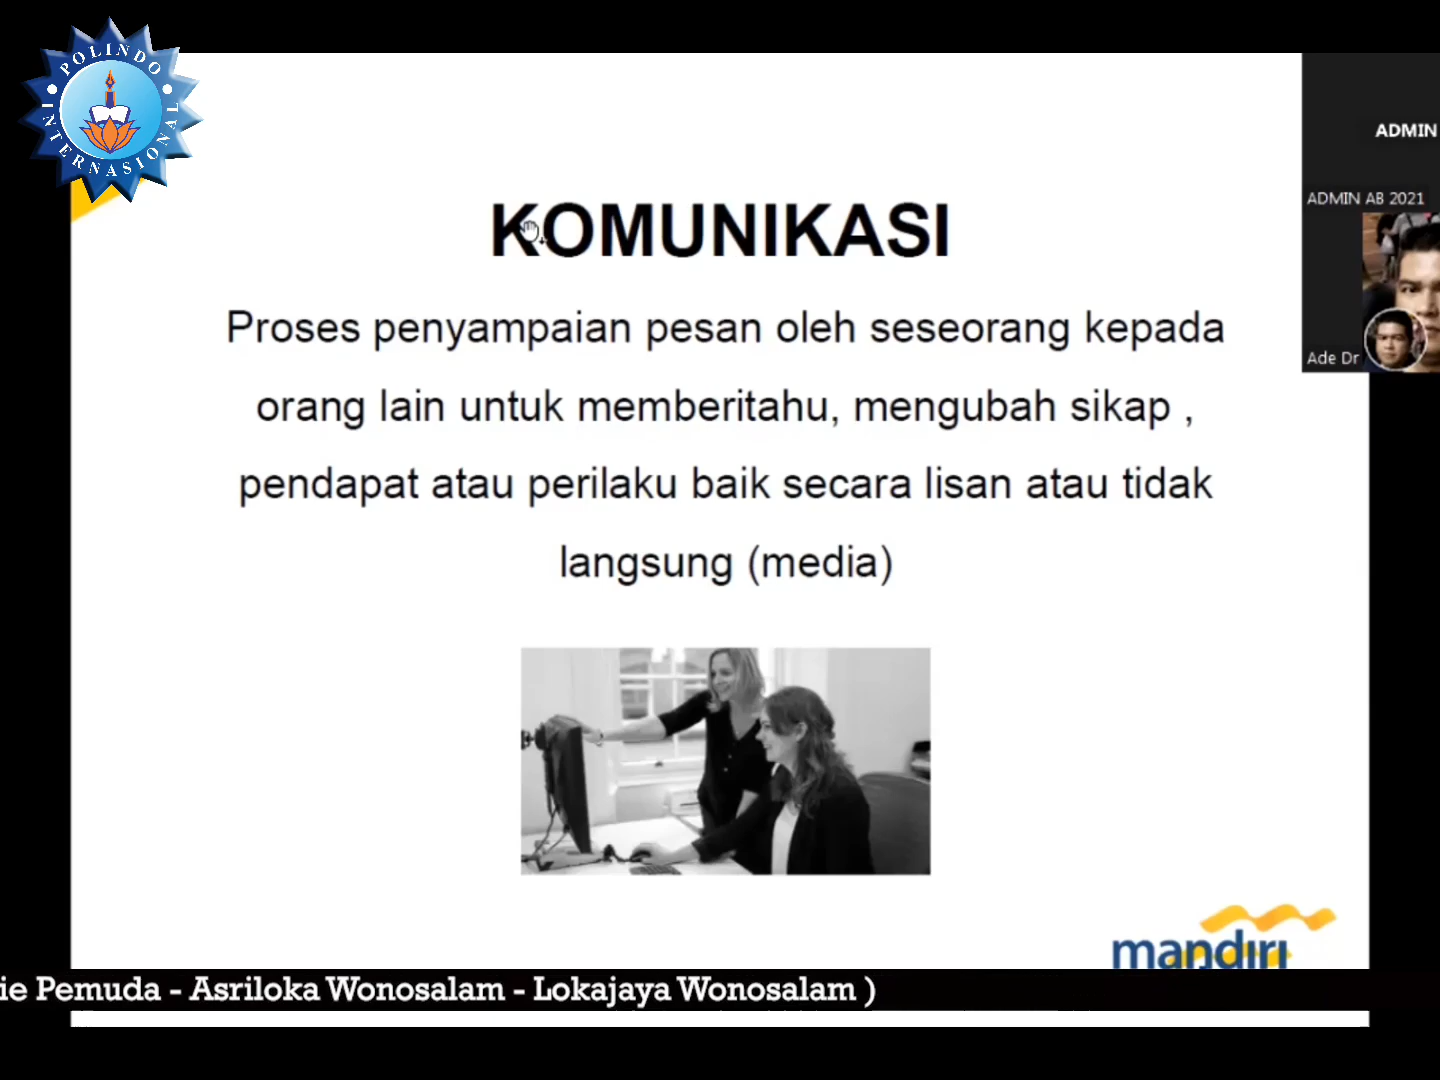 POLINDO
INTERNASIONAL
ADMIN
ADMIN AB 2021
Ade Dr
KOMUNIKASI
Proses penyampaian pesan oleh seseorang kepada
orang lain untuk memberitahu, mengubah sikap ,
pendapat atau perilaku baik secara lisan atau tidak
langsung (media)
mandiri
ie Pemuda - Asriloka Wonosalam - Lokajaya Wonosalam )